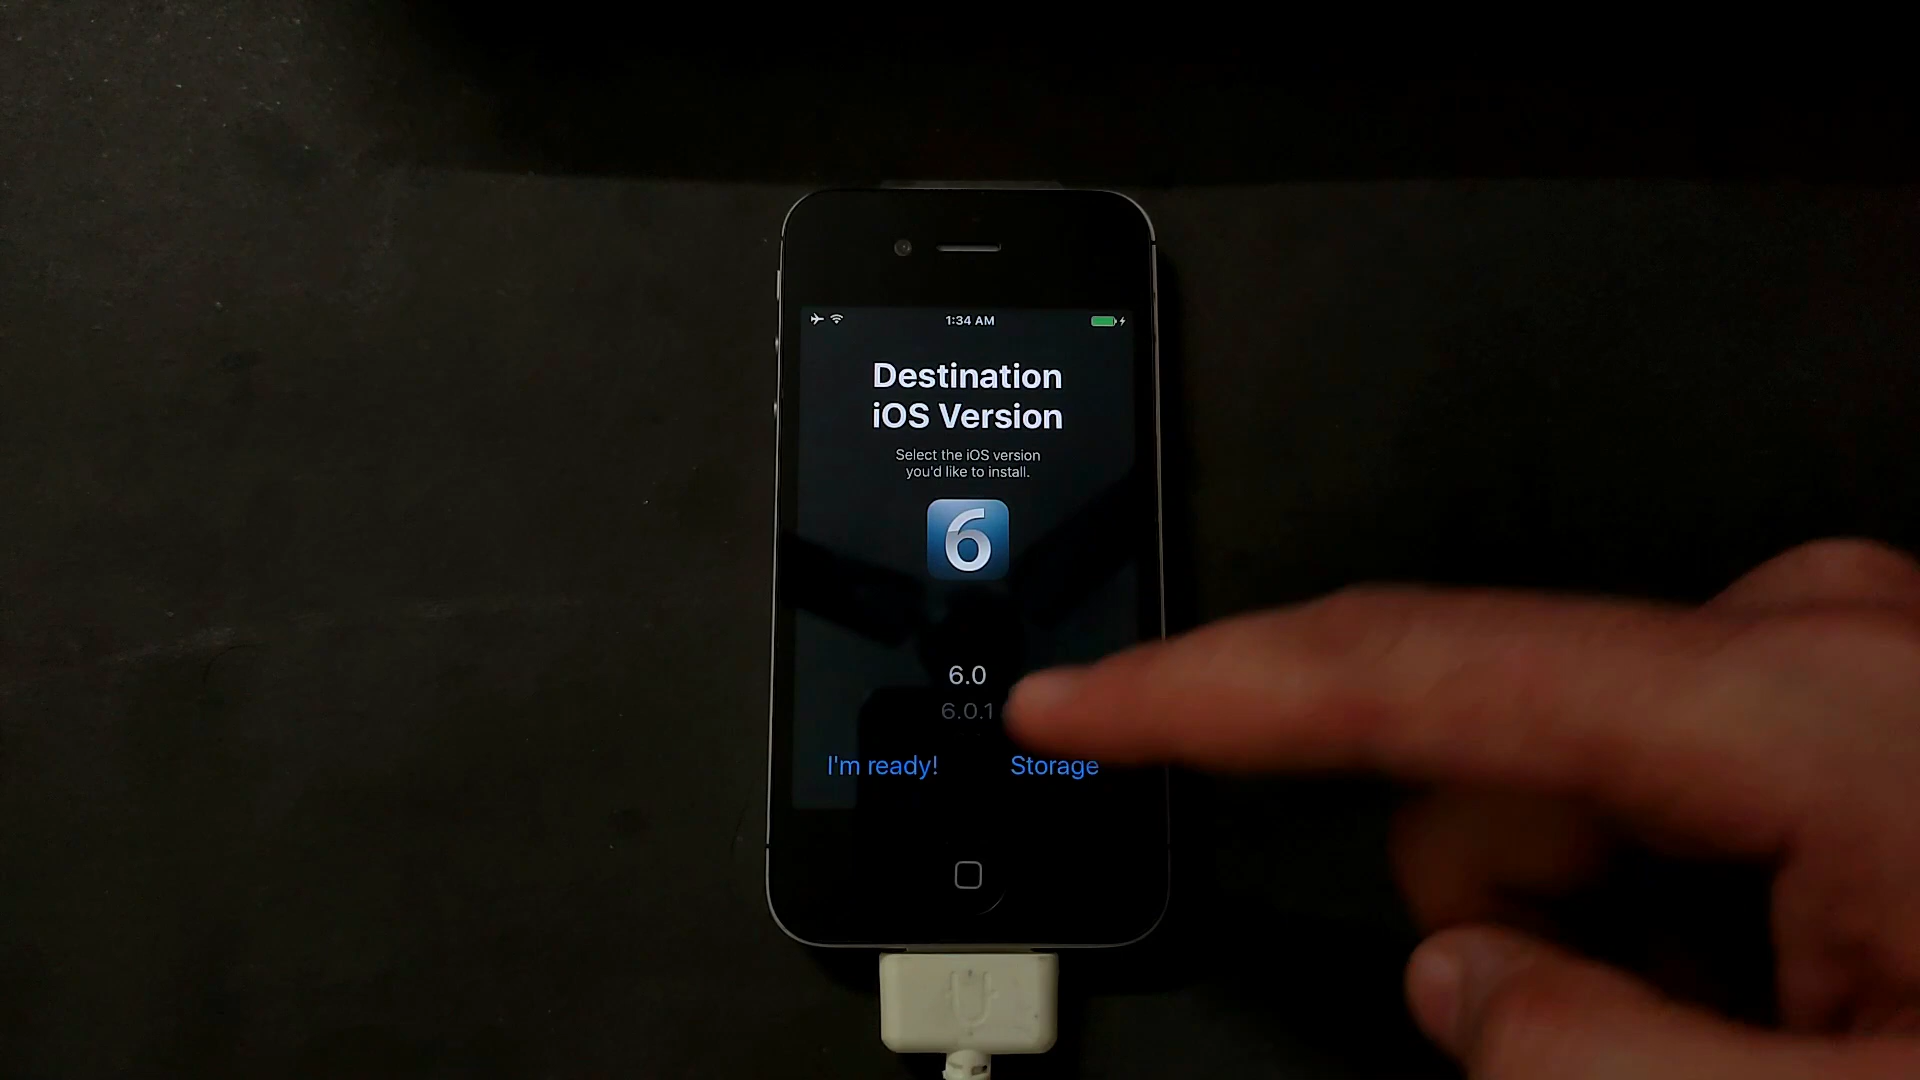 1:34 AM
Destination
iOS Version
Select the iOS version
you'd like to install.
6
6.0
6.0.1
I'm ready!
Storage